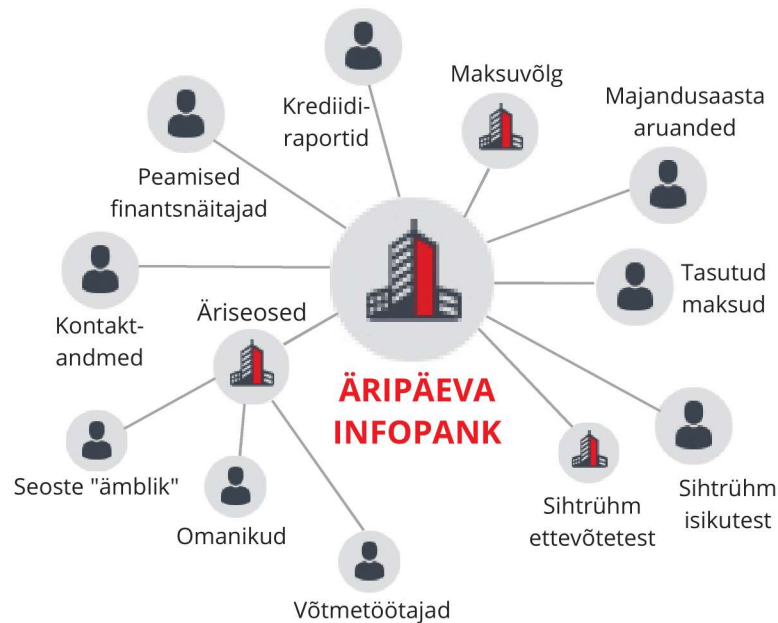 Krediidi-
raportid
Maksuvõlg
Majandusaasta
aruanded
Peamised
finantsnäitajad
Tasutud
maksud
Kontakt-
andmed
Äriseosed
ÄRIPÄEVA
INFOPANK
Seoste "ämblik"
Omanikud
Võtmetöötajad
Sihtrühm
ettevõtetest
Sihtrühm
isikutest